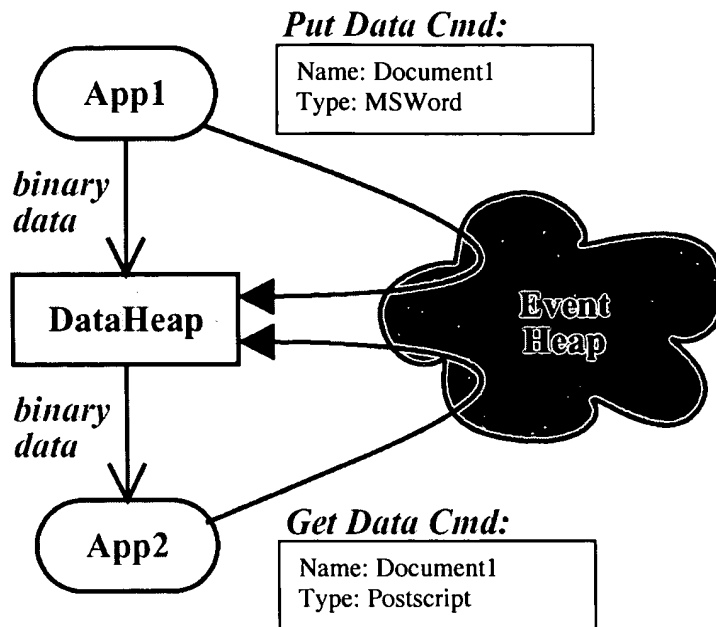 Put Data Cmd:
Name: Document1
Type: MSWord
App1
binary
data
DataHeap
Event
Heap
binary
data
App2
Get Data Cmd:
Name: Document1
Type: Postscript